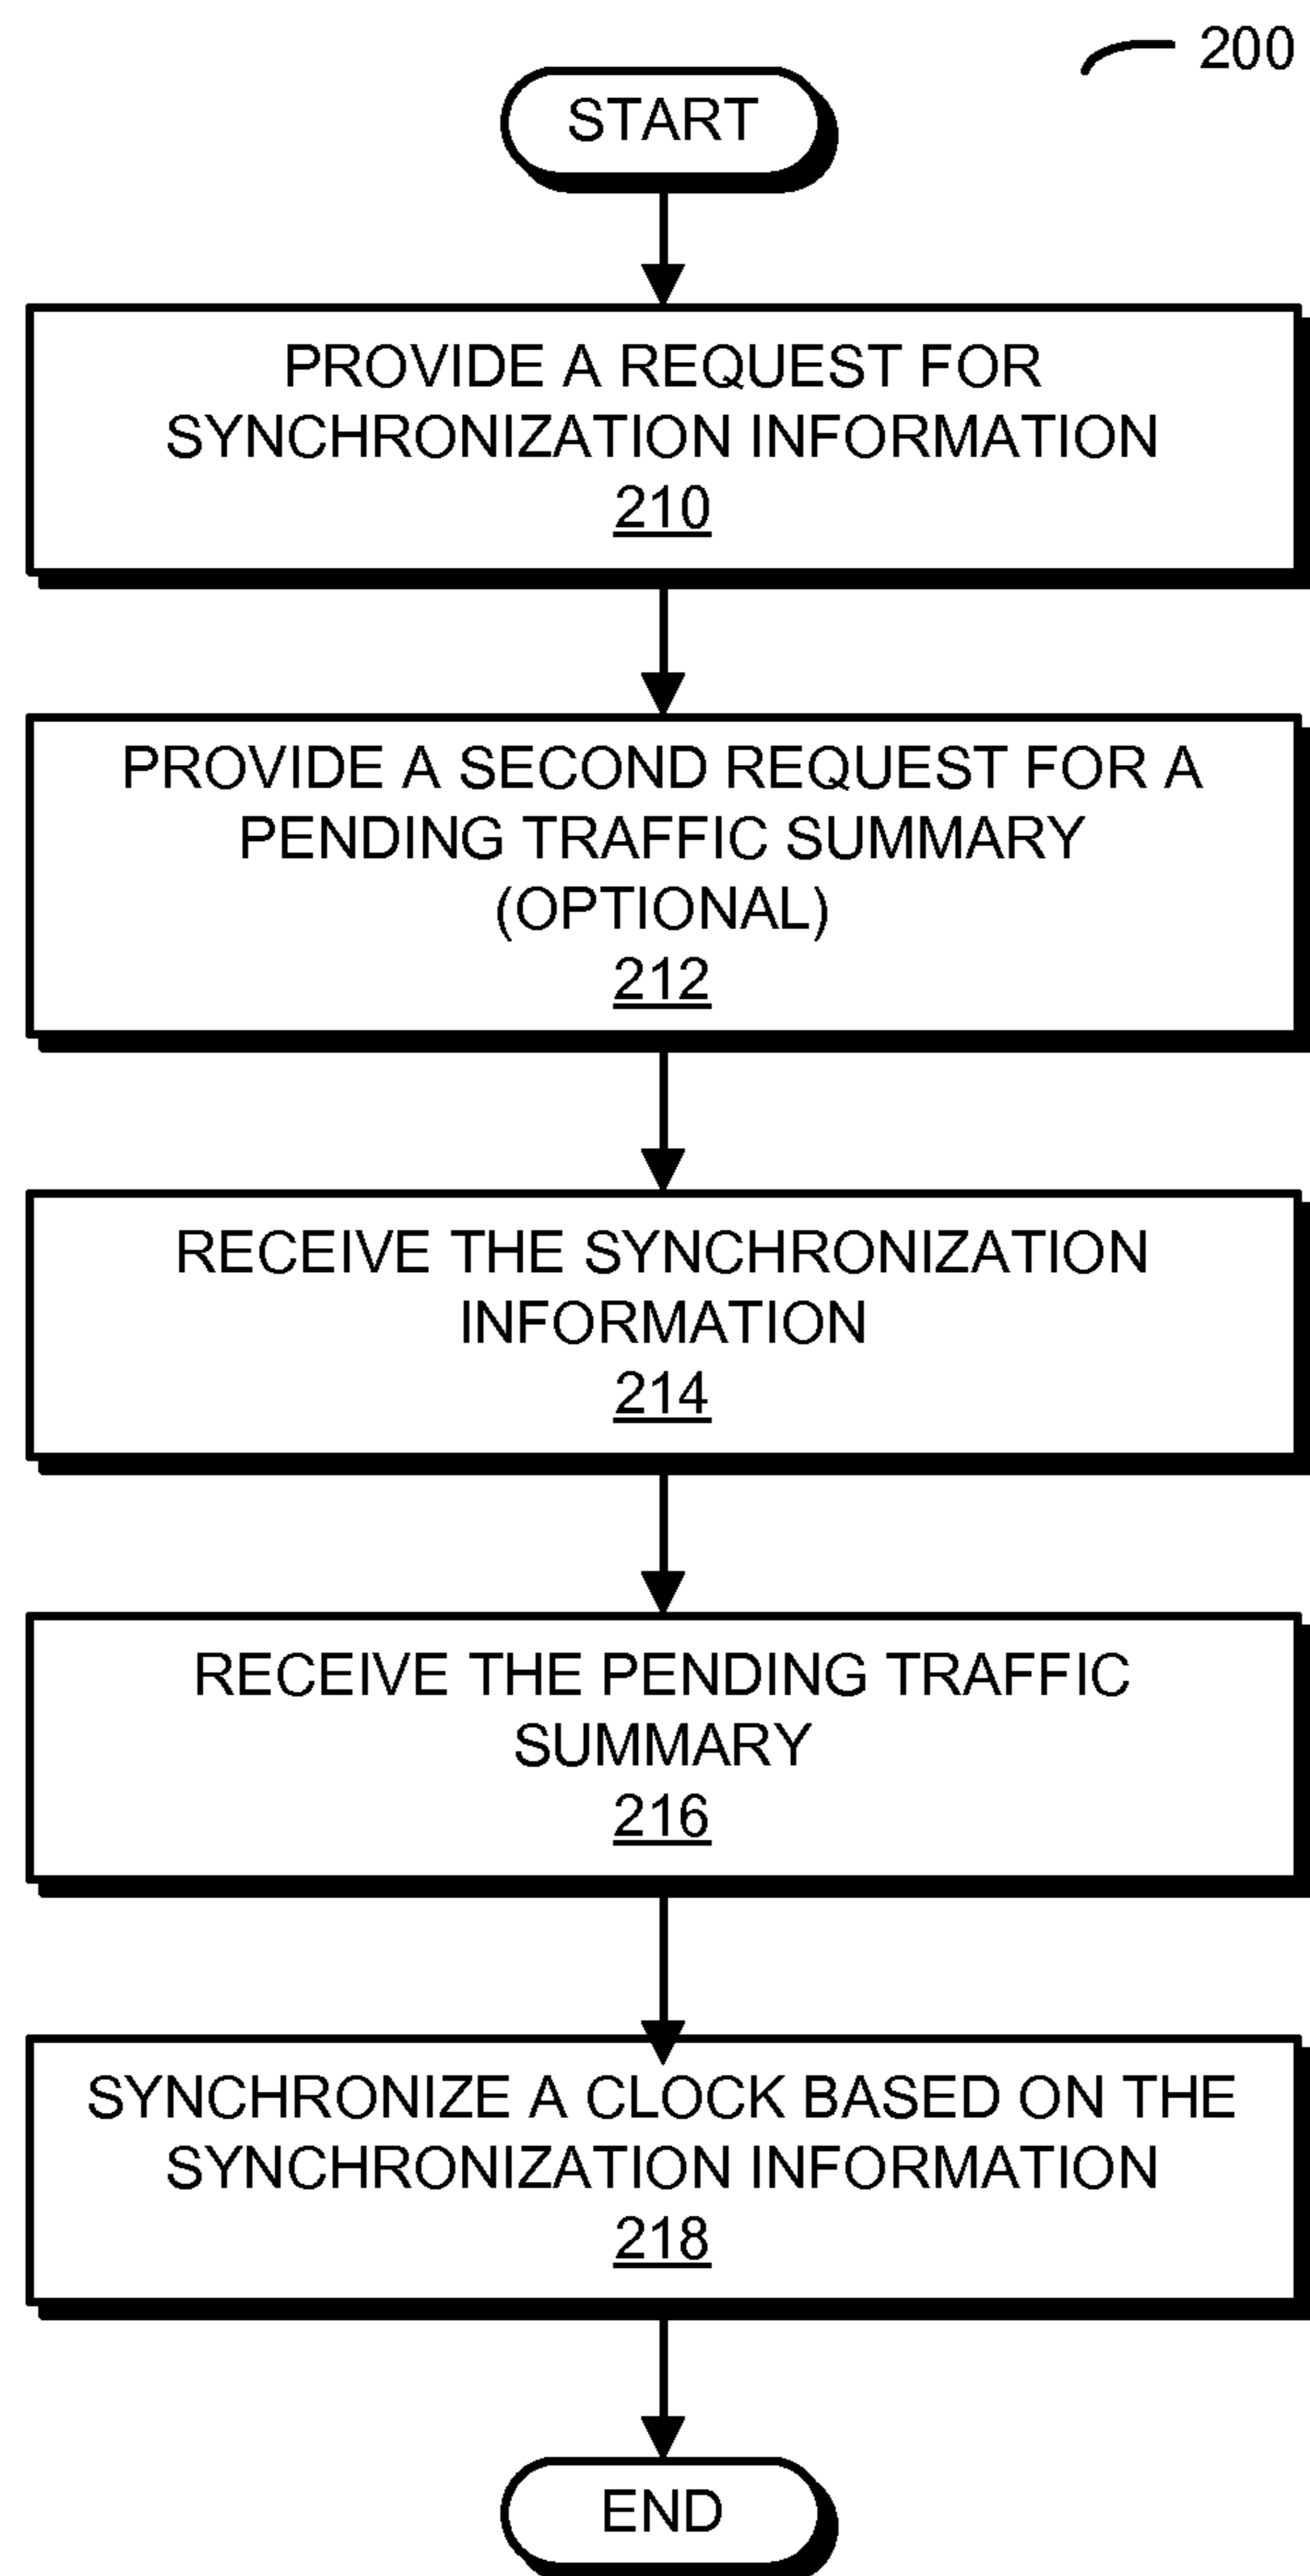 200
START
PROVIDE A REQUEST FOR
SYNCHRONIZATION INFORMATION
210
PROVIDE A SECOND REQUEST FOR A
PENDING TRAFFIC SUMMARY
(OPTIONAL)
212
RECEIVE THE SYNCHRONIZATION
INFORMATION
214
RECEIVE THE PENDING TRAFFIC
SUMMARY
216
SYNCHRONIZE A CLOCK BASED ON THE
SYNCHRONIZATION INFORMATION
218
END